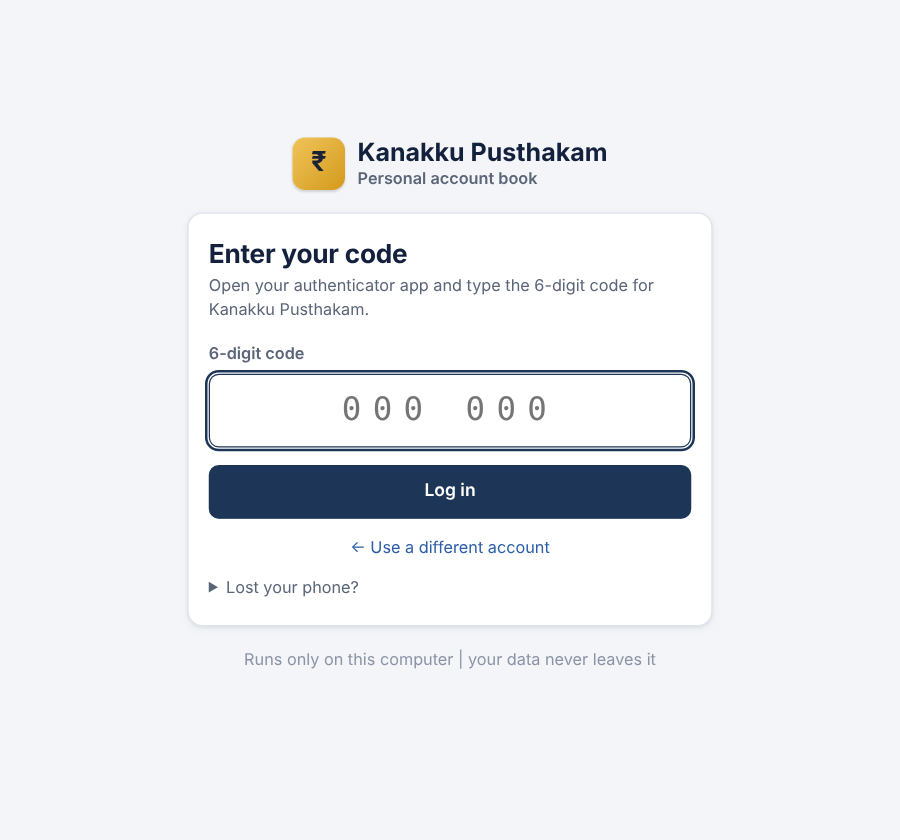 ₹
Kanakku Pusthakam
Personal account book
Enter your code
Open your authenticator app and type the 6-digit code for
Kanakku Pusthakam.
6-digit code
000 000
Log in
← Use a different account
▶ Lost your phone?
Runs only on this computer | your data never leaves it